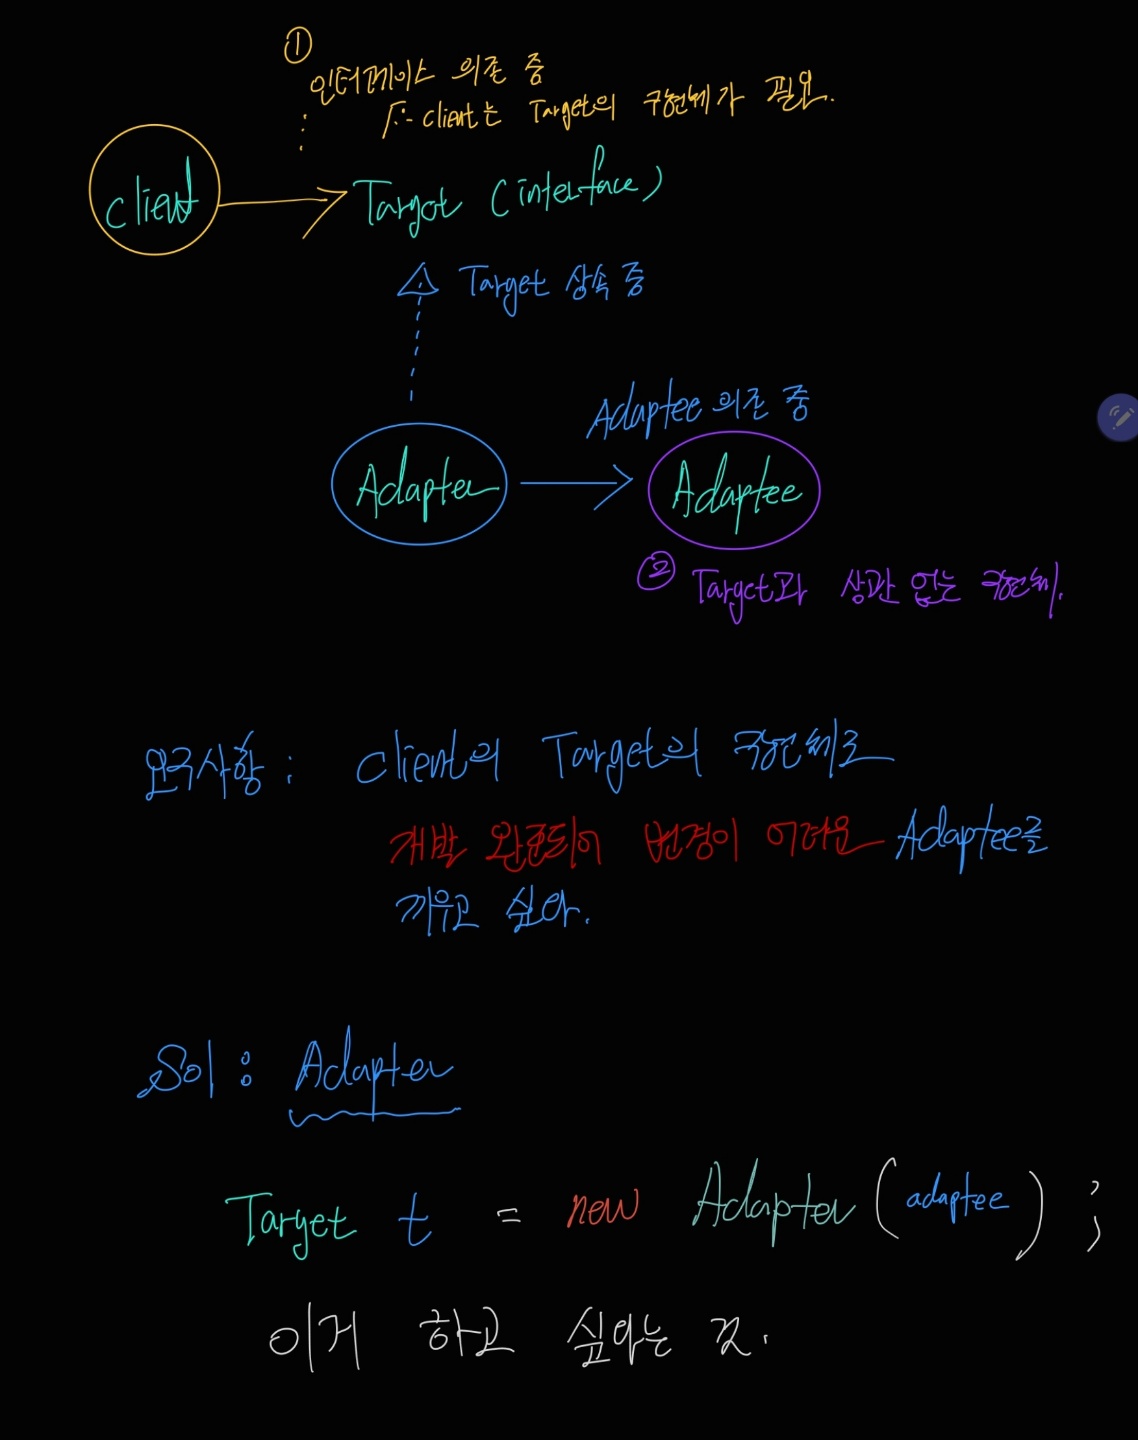 ①
인터페이스 의존 중
∴ client는 Target의 구현체가 필요.
client
Target (interface)
Target 상속 중
Adaptee 의존 중
Adapter
Adaptee
② Target과 상관 없는 구현체.
요구사항 : client의 Target의 구현체로
개발 완료되어 변경이 어려운 Adaptee를
끼우고 싶다.
Sol : Adapter
Target t = new Adapter (adaptee) ;
이게 하고 싶다는 것.